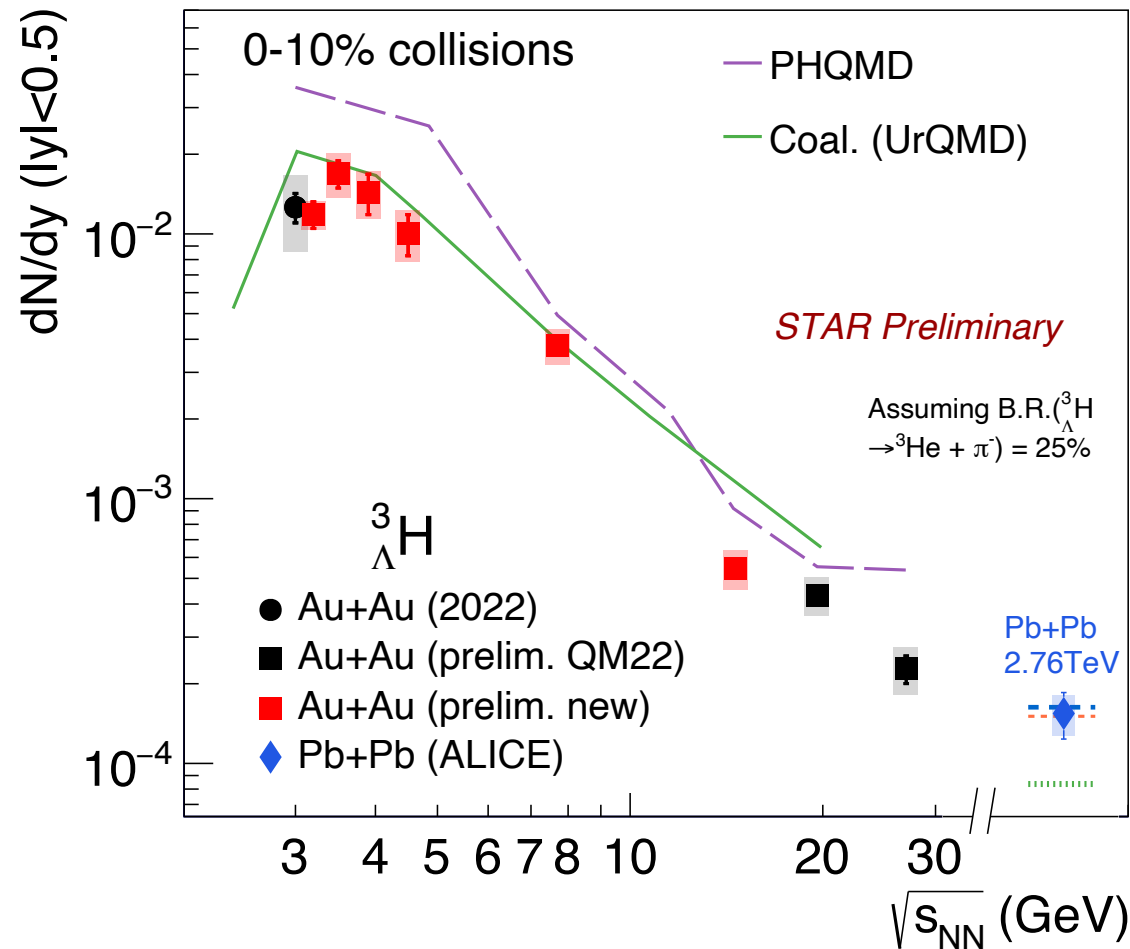 0-10% collisions
PHQMD
Coal. (UrQMD)
dN/dy (|y|<0.5)
10⁻²
10⁻³
10⁻⁴
STAR Preliminary
Assuming B.R.(³ΛH
→³He + π⁻) = 25%
³ΛH
Au+Au (2022)
Au+Au (prelim. QM22)
Au+Au (prelim. new)
Pb+Pb (ALICE)
Pb+Pb
2.76TeV
3 4 5 6 7 8 10 20 30
√sNN (GeV)